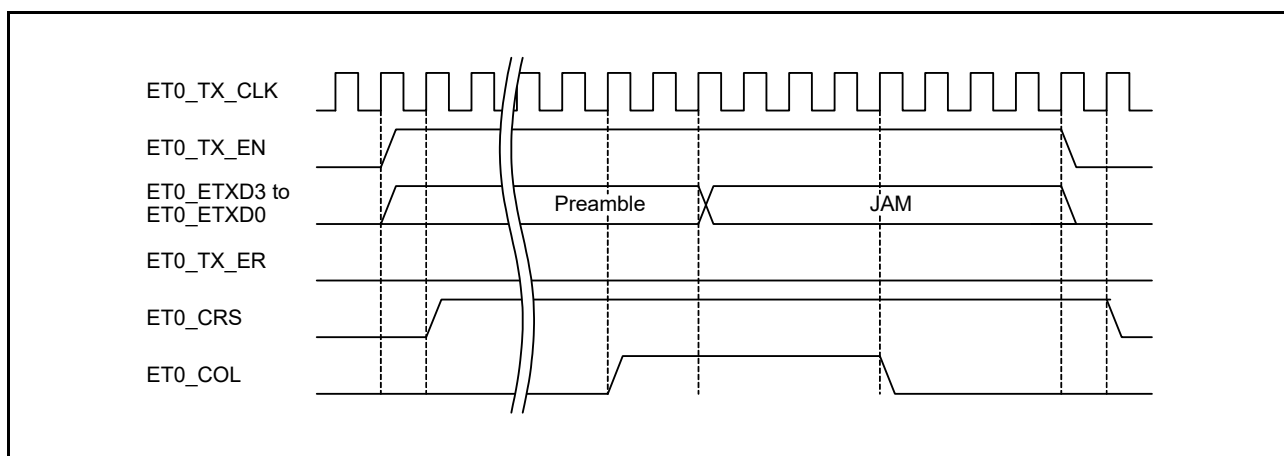 ET0_TX_CLK
ET0_TX_EN
ET0_ETXD3 to
ET0_ETXD0
Preamble
JAM
ET0_TX_ER
ET0_CRS
ET0_COL